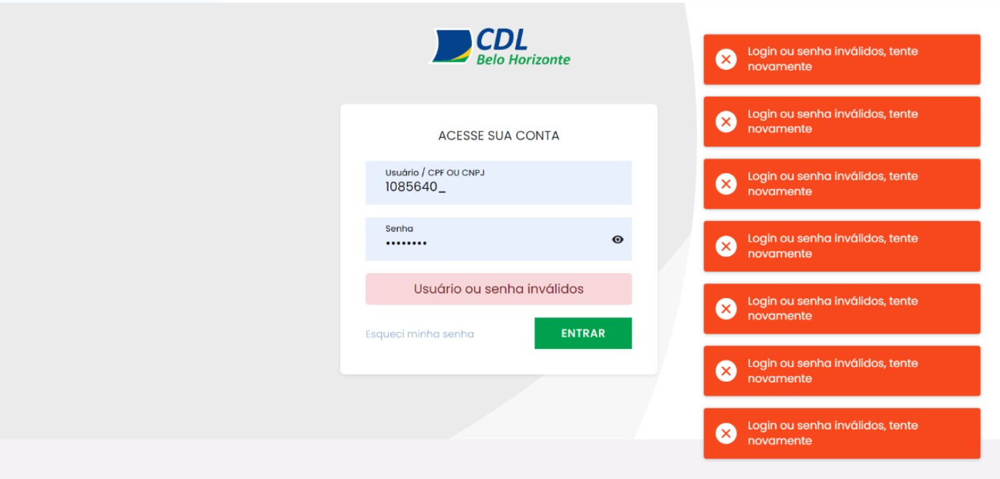 CDL
Belo Horizonte
ACESSE SUA CONTA
Usuário / CPF OU CNPJ
1085640_
Senha
••••••••
Usuário ou senha inválidos
Esqueci minha senha
ENTRAR
Login ou senha inválidos, tente
novamente
Login ou senha inválidos, tente
novamente
Login ou senha inválidos, tente
novamente
Login ou senha inválidos, tente
novamente
Login ou senha inválidos, tente
novamente
Login ou senha inválidos, tente
novamente
Login ou senha inválidos, tente
novamente